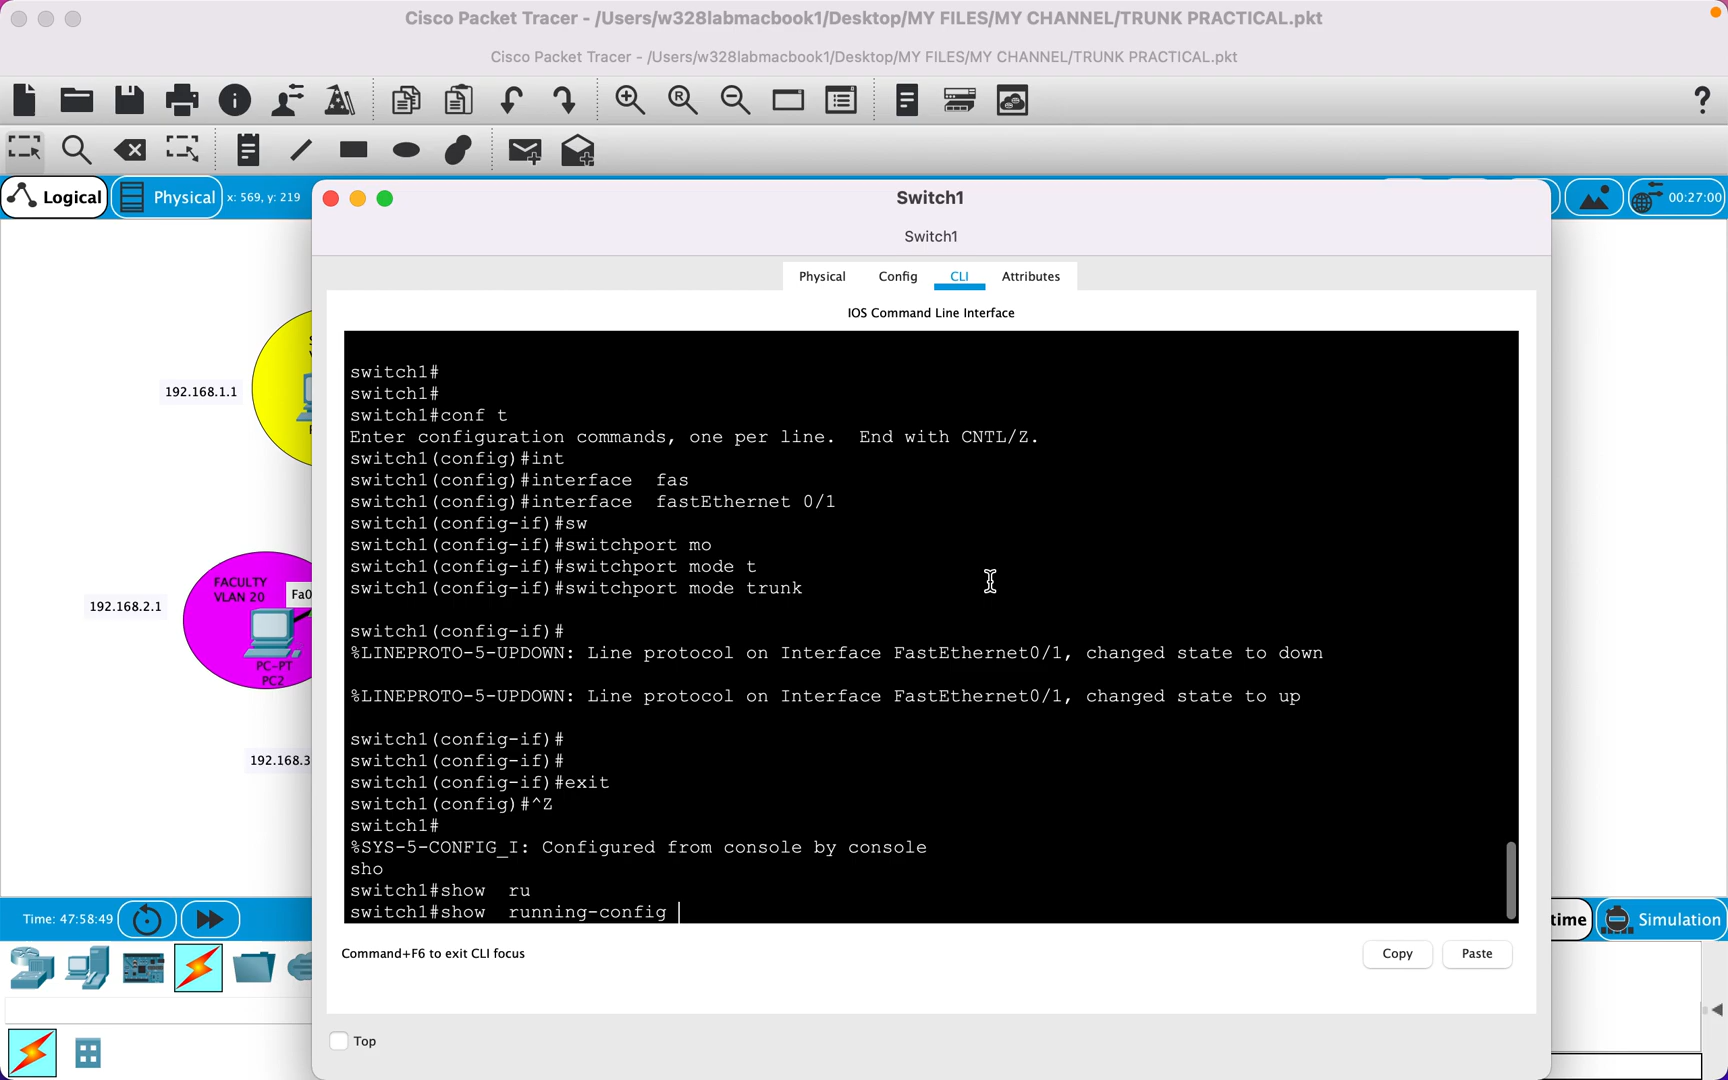 Cisco Packet Tracer - /Users/w328labmacbook1/Desktop/MY FILES/MY CHANNEL/TRUNK PRACTICAL.pkt
Cisco Packet Tracer - /Users/w328labmacbook1/Desktop/MY FILES/MY CHANNEL/TRUNK PRACTICAL.pkt
?
Logical
Physical
x: 569, y: 219
00:27:00
Switch1
Switch1
Physical
Config
CLI
Attributes
IOS Command Line Interface
192.168.1.1
FACULTY
VLAN 20
Fa0
192.168.2.1
PC-PT
PC2
192.168.3
switch1#
switch1#
switch1#conf t
Enter configuration commands, one per line.  End with CNTL/Z.
switch1(config)#int
switch1(config)#interface  fas
switch1(config)#interface  fastEthernet 0/1
switch1(config-if)#sw
switch1(config-if)#switchport mo
switch1(config-if)#switchport mode t
switch1(config-if)#switchport mode trunk
switch1(config-if)#
%LINEPROTO-5-UPDOWN: Line protocol on Interface FastEthernet0/1, changed state to down
%LINEPROTO-5-UPDOWN: Line protocol on Interface FastEthernet0/1, changed state to up
switch1(config-if)#
switch1(config-if)#
switch1(config-if)#exit
switch1(config)#^Z
switch1#
%SYS-5-CONFIG_I: Configured from console by console
sho
switch1#show  ru
switch1#show  running-config
Command+F6 to exit CLI focus
Copy
Paste
Top
Time: 47:58:49
time
Simulation